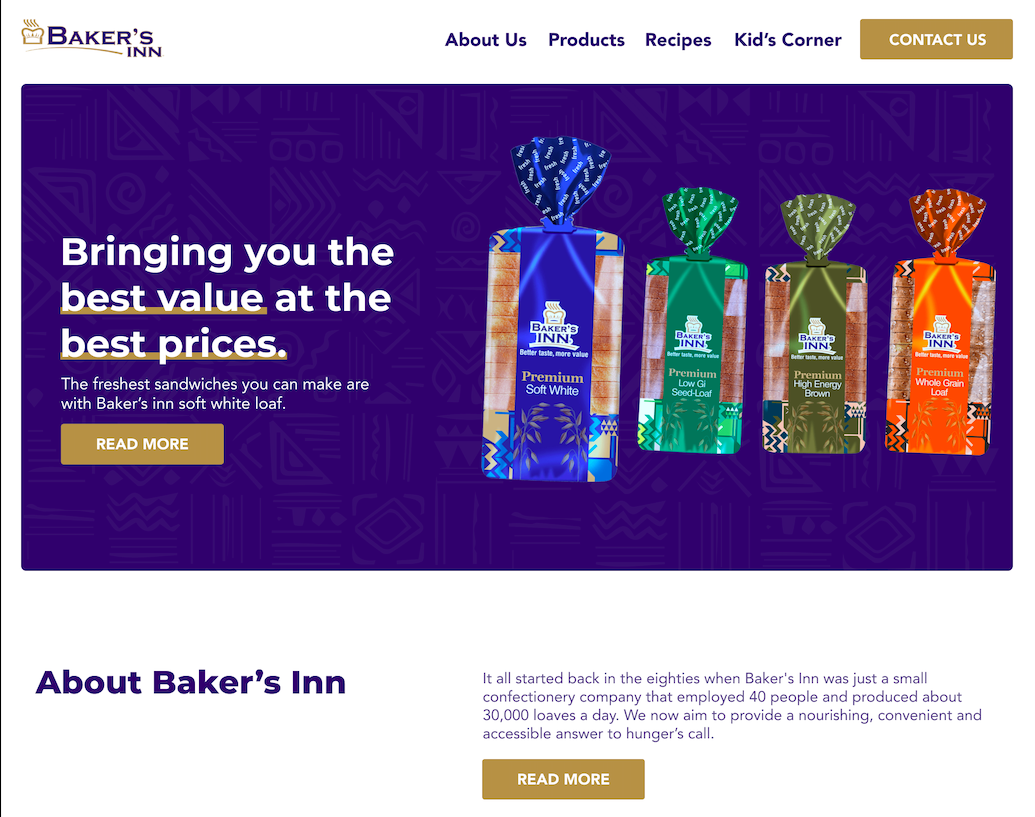 BAKER'S
INN
About Us
Products
Recipes
Kid's Corner
CONTACT US
Bringing you the
best value at the
best prices.
The freshest sandwiches you can make are
with Baker's inn soft white loaf.
READ MORE
fresh
BAKER'S
INN
Better taste, more value
Premium
Soft White
fresh
BAKER'S
INN
Better taste, more value
Premium
Low Gi
Seed-Loaf
fresh
BAKER'S
INN
Better taste, more value
Premium
High Energy
Brown
fresh
BAKER'S
INN
Better taste, more value
Premium
Whole Grain
Loaf
About Baker's Inn
It all started back in the eighties when Baker's Inn was just a small
confectionery company that employed 40 people and produced about
30,000 loaves a day. We now aim to provide a nourishing, convenient and
accessible answer to hunger's call.
READ MORE